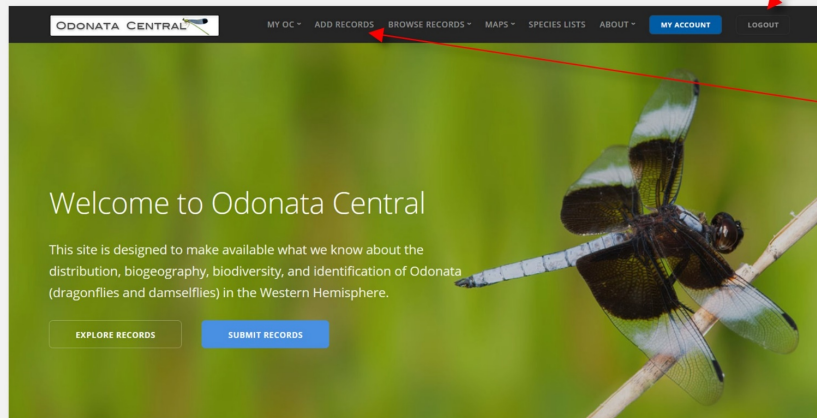 ODONATA CENTRAL
MY OC ADD RECORDS BROWSE RECORDS MAPS SPECIES LISTS ABOUT MY ACCOUNT LOGOUT
Welcome to Odonata Central
This site is designed to make available what we know about the
distribution, biogeography, biodiversity, and identification of Odonata
(dragonflies and damselflies) in the Western Hemisphere.
EXPLORE RECORDS SUBMIT RECORDS